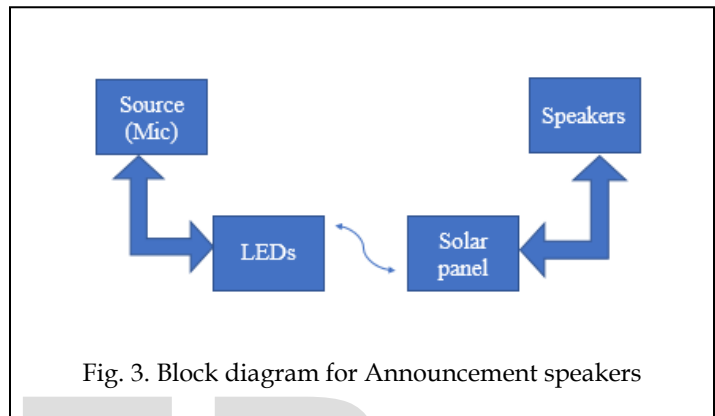 Source
(Mic)
Speakers
LEDs
Solar
panel
Fig. 3. Block diagram for Announcement speakers